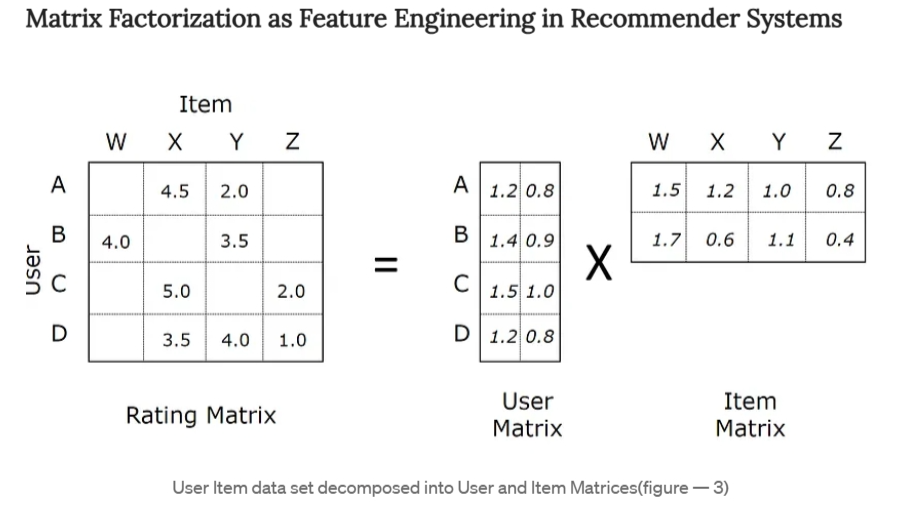 Matrix Factorization as Feature Engineering in Recommender Systems
Item
W X Y Z
A 4.5 2.0
B 4.0 3.5
C 5.0 2.0
D 3.5 4.0 1.0
User
Rating Matrix
=
A 1.2 0.8
B 1.4 0.9
C 1.5 1.0
D 1.2 0.8
User
Matrix
X
W X Y Z
1.5 1.2 1.0 0.8
1.7 0.6 1.1 0.4
Item
Matrix
User Item data set decomposed into User and Item Matrices(figure — 3)